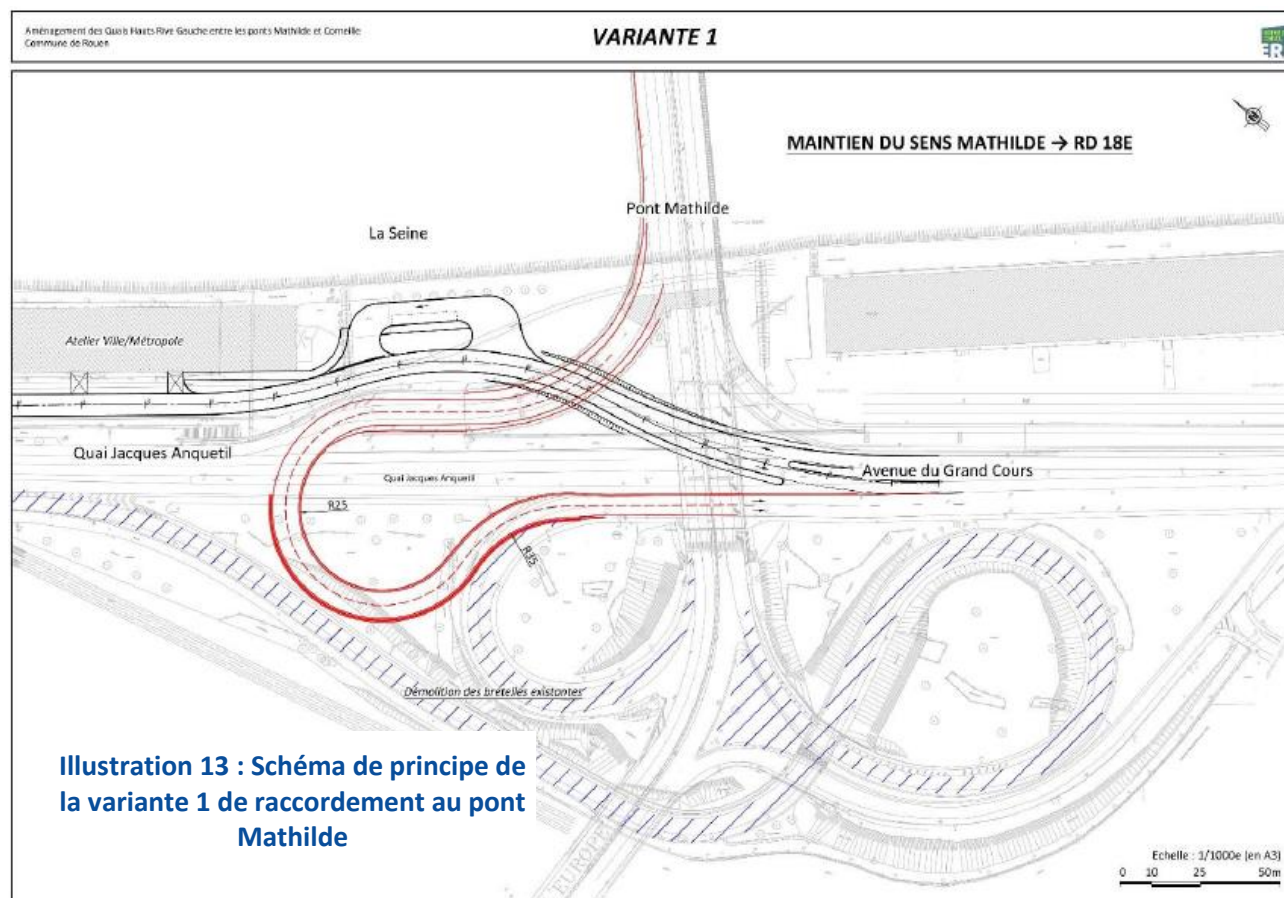 Aménagement des Quais Hauts Rive Gauche entre les ponts Mathilde et Corneille
Commune de Rouen
VARIANTE 1
MAINTIEN DU SENS MATHILDE → RD 18E
Pont Mathilde
La Seine
Atelier Ville/Métropole
Quai Jacques Anquetil
Quai Jacques Anquetil
Avenue du Grand Cours
R25
R35
Démolition des bretelles existantes
Illustration 13 : Schéma de principe de
la variante 1 de raccordement au pont
Mathilde
EUROPE
Echelle : 1/1000e (en A3)
0 10 25 50m